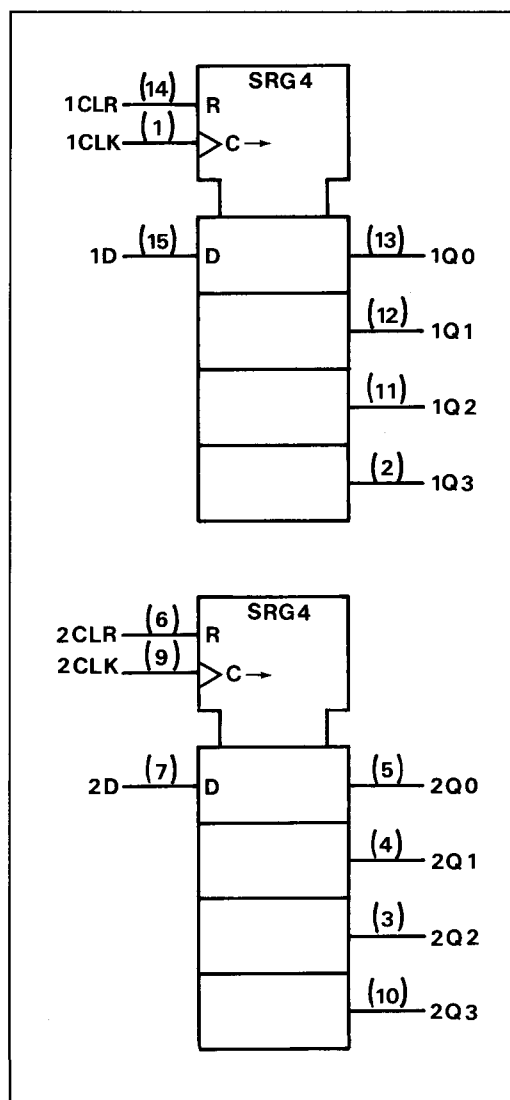 SRG4
1CLR (14) R
1CLK (1) C →
1D (15) D (13) 1Q0
(12) 1Q1
(11) 1Q2
(2) 1Q3
SRG4
2CLR (6) R
2CLK (9) C →
2D (7) D (5) 2Q0
(4) 2Q1
(3) 2Q2
(10) 2Q3